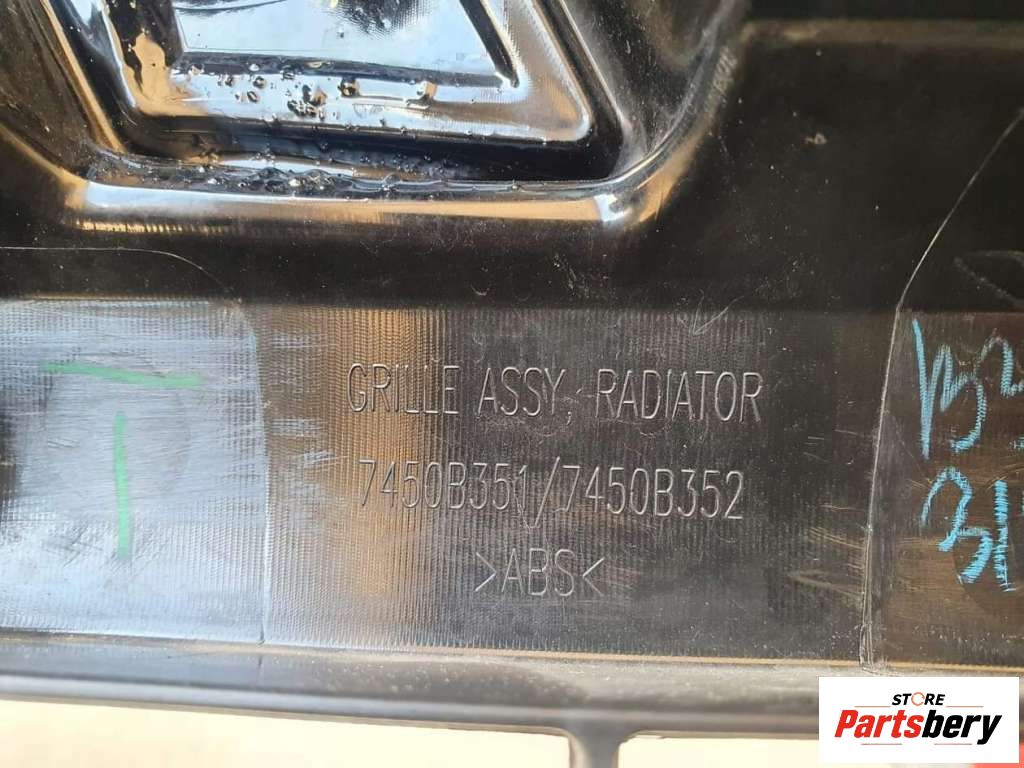 GRILLE ASSY, RADIATOR
7450B351/7450B352
>ABS<
STORE
Partsbery